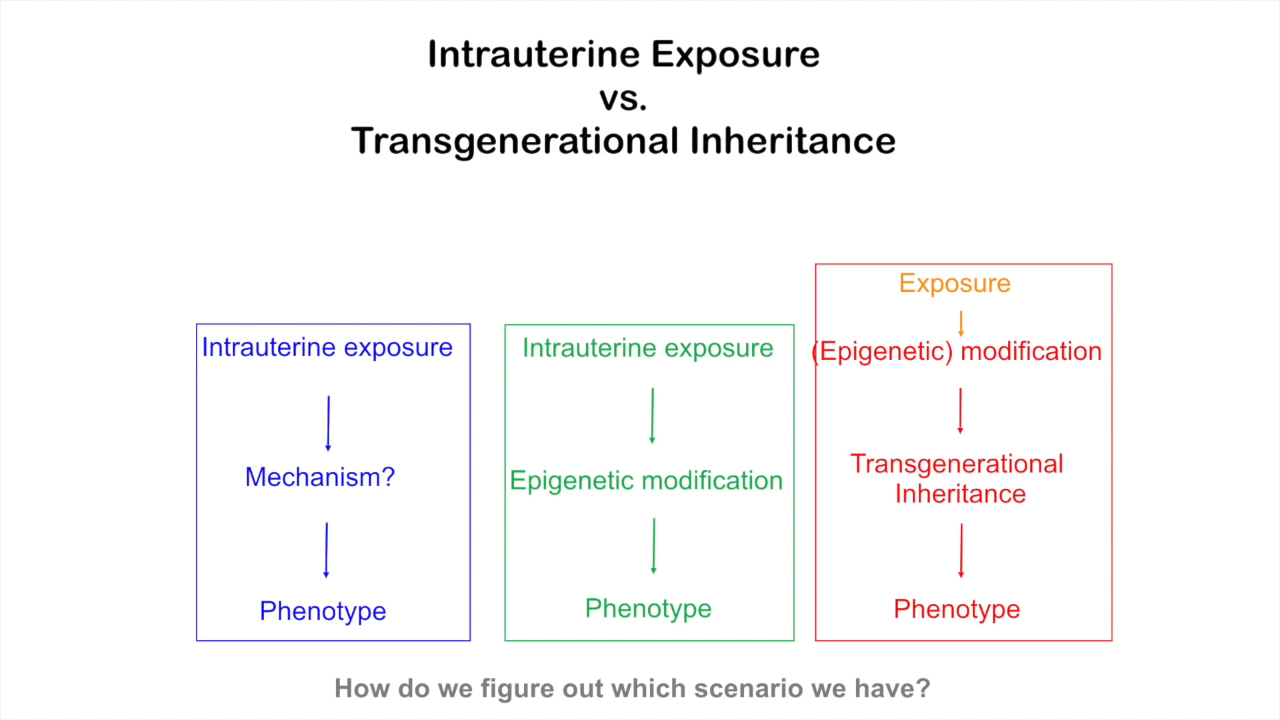 Intrauterine Exposure
vs.
Transgenerational Inheritance
Intrauterine exposure
Mechanism?
Phenotype
Intrauterine exposure
Epigenetic modification
Phenotype
Exposure
(Epigenetic) modification
Transgenerational
Inheritance
Phenotype
How do we figure out which scenario we have?